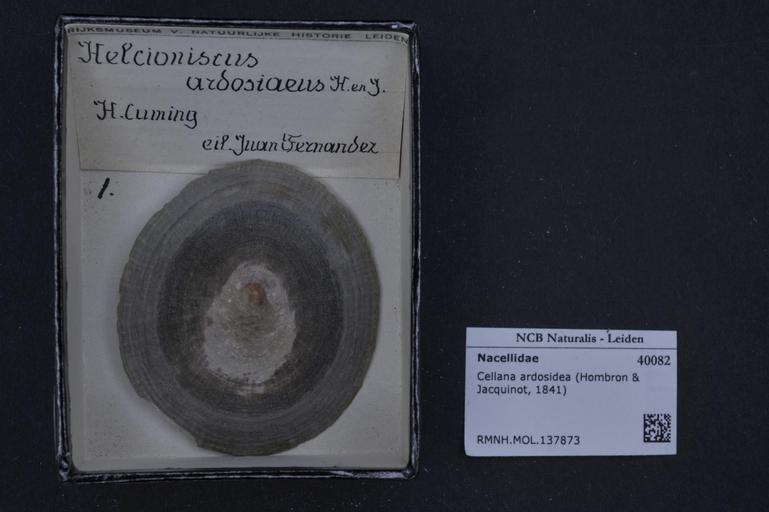 RIJKSMUSEUM V. NATUURLIJKE HISTORIE LEIDEN
Helcioniscus
ardosiaeus H. en J.
H. Cuming
eil. Juan Fernandez
1.
NCB Naturalis - Leiden
Nacellidae 40082
Cellana ardosidea (Hombron &
Jacquinot, 1841)
RMNH.MOL.137873